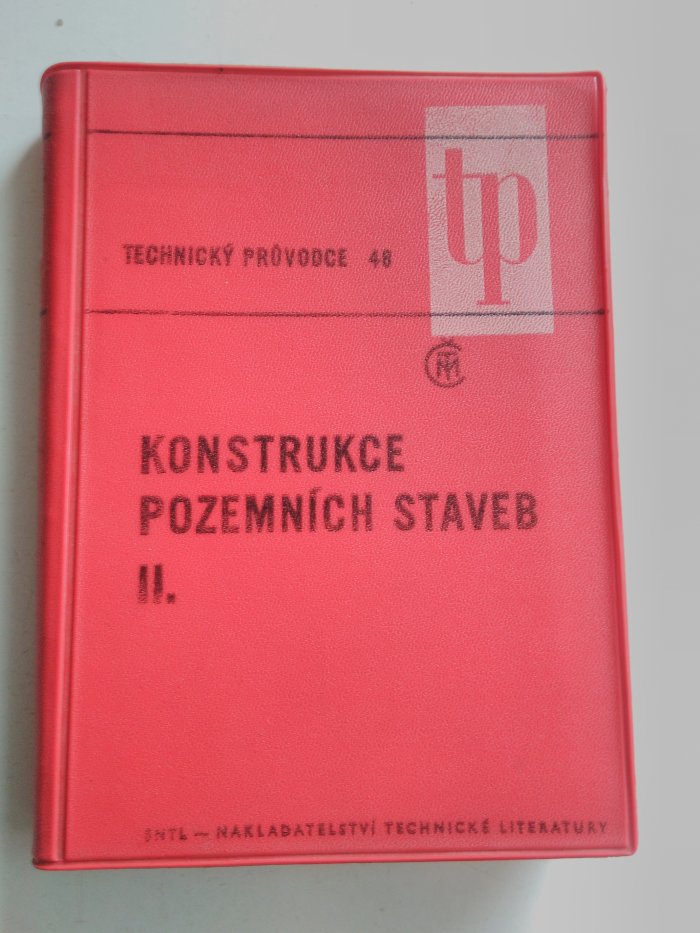 tp
TECHNICKÝ PRŮVODCE 48
KONSTRUKCE
POZEMNÍCH STAVEB
II.
SNTL — NAKLADATELSTVÍ TECHNICKÉ LITERATURY